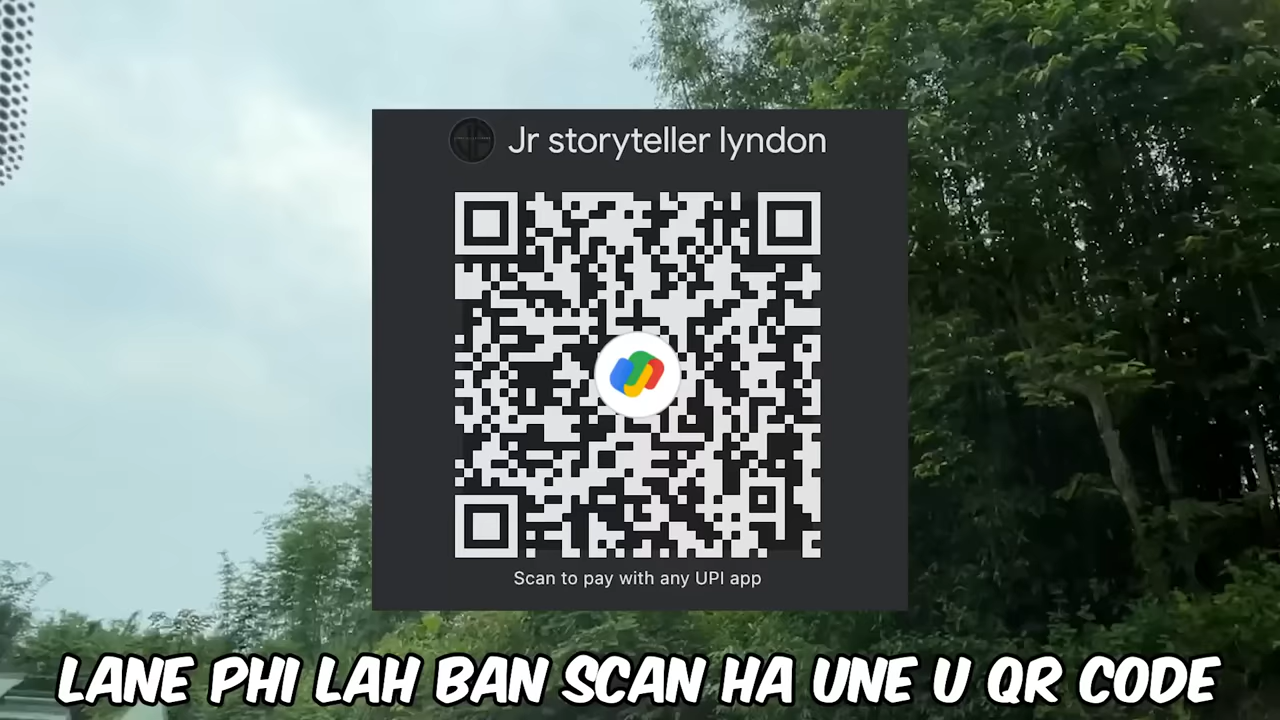 Jr storyteller lyndon
Scan to pay with any UPI app
LANE PHI LAH BAN SCAN HA UNE U QR CODE